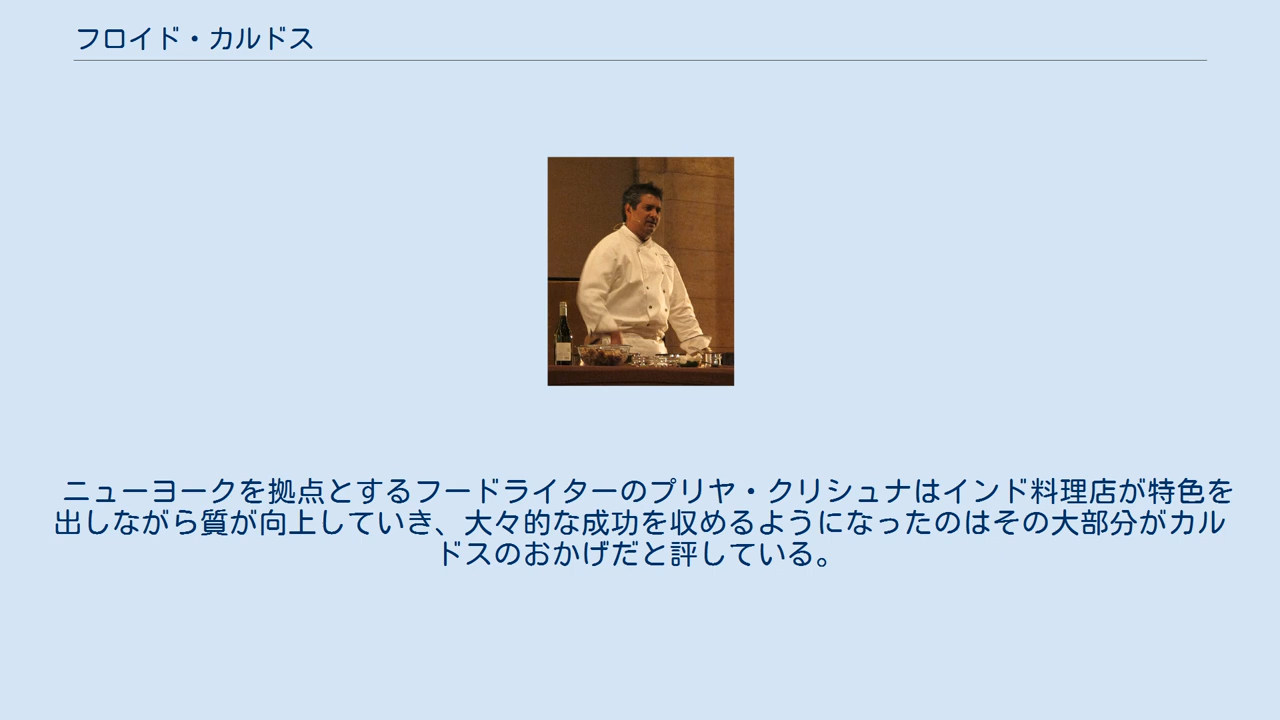 フロイド・カルドス
ニューヨークを拠点とするフードライターのプリヤ・クリシュナはインド料理店が特色を
出しながら質が向上していき、大々的な成功を収めるようになったのはその大部分がカル
ドスのおかげだと評している。